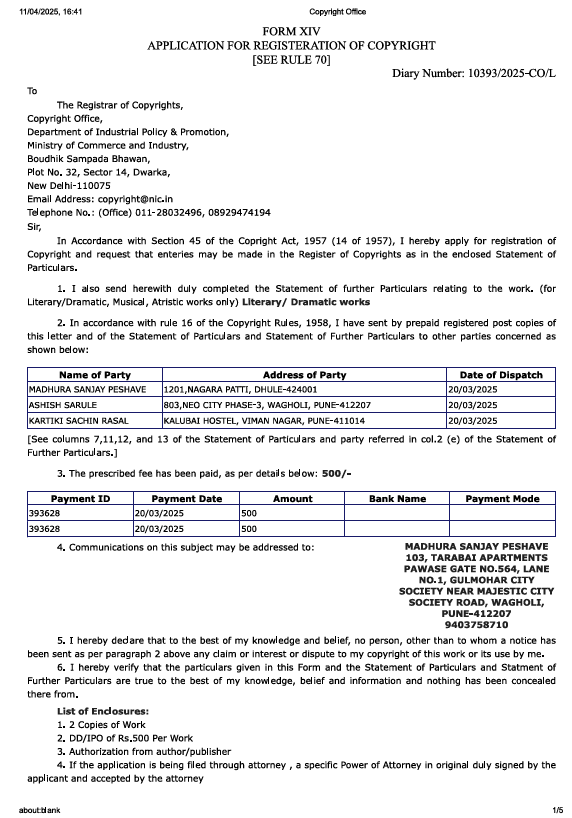 11/04/2025, 16:41 Copyright Office
FORM XIV
APPLICATION FOR REGISTERATION OF COPYRIGHT
[SEE RULE 70]
Diary Number: 10393/2025-CO/L
To
The Registrar of Copyrights,
Copyright Office,
Department of Industrial Policy & Promotion,
Ministry of Commerce and Industry,
Boudhik Sampada Bhawan,
Plot No. 32, Sector 14, Dwarka,
New Delhi-110075
Email Address: copyright@nic.in
Telephone No.: (Office) 011-28032496, 08929474194
Sir,
In Accordance with Section 45 of the Copright Act, 1957 (14 of 1957), I hereby apply for registration of
Copyright and request that enteries may be made in the Register of Copyrights as in the enclosed Statement of
Particulars.
1. I also send herewith duly completed the Statement of further Particulars relating to the work. (for
Literary/Dramatic, Musical, Atristic works only) Literary/ Dramatic works
2. In accordance with rule 16 of the Copyright Rules, 1958, I have sent by prepaid registered post copies of
this letter and of the Statement of Particulars and Statement of Further Particulars to other parties concerned as
shown below:
Name of Party Address of Party Date of Dispatch
MADHURA SANJAY PESHAVE 1201,NAGARA PATTI, DHULE-424001 20/03/2025
ASHISH SARULE 803,NEO CITY PHASE-3, WAGHOLI, PUNE-412207 20/03/2025
KARTIKI SACHIN RASAL KALUBAI HOSTEL, VIMAN NAGAR, PUNE-411014 20/03/2025
[See columns 7,11,12, and 13 of the Statement of Particulars and party referred in col.2 (e) of the Statement of
Further Particulars.]
3. The prescribed fee has been paid, as per details below: 500/-
Payment ID Payment Date Amount Bank Name Payment Mode
393628 20/03/2025 500
393628 20/03/2025 500
4. Communications on this subject may be addressed to: MADHURA SANJAY PESHAVE
103, TARABAI APARTMENTS
PAWASE GATE NO.564, LANE
NO.1, GULMOHAR CITY
SOCIETY NEAR MAJESTIC CITY
SOCIETY ROAD, WAGHOLI,
PUNE-412207
9403758710
5. I hereby declare that to the best of my knowledge and belief, no person, other than to whom a notice has
been sent as per paragraph 2 above any claim or interest or dispute to my copyright of this work or its use by me.
6. I hereby verify that the particulars given in this Form and the Statement of Particulars and Statment of
Further Particulars are true to the best of my knowledge, belief and information and nothing has been concealed
there from.
List of Enclosures:
1. 2 Copies of Work
2. DD/IPO of Rs.500 Per Work
3. Authorization from author/publisher
4. If the application is being filed through attorney , a specific Power of Attorney in original duly signed by the
applicant and accepted by the attorney
about:blank 1/5